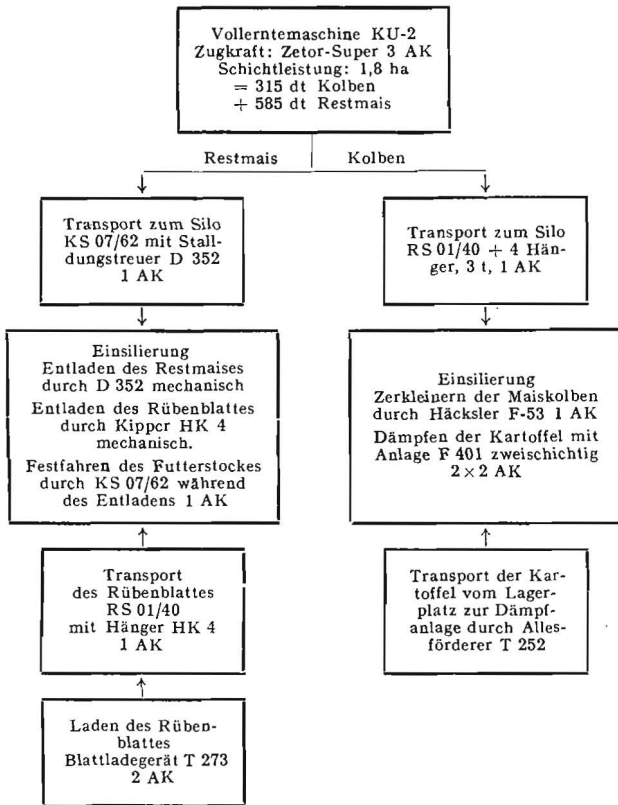 Vollerntemaschine KU-2
Zugkraft: Zetor-Super 3 AK
Schichtleistung: 1,8 ha
= 315 dt Kolben
+ 585 dt Restmais
Restmais
Kolben
Transport zum Silo
KS 07/62 mit Stall-
dungstreuer D 352
1 AK
Transport zum Silo
RS 01/40 + 4 Hän-
ger, 3 t, 1 AK
Einsilierung
Entladen des Restmaises
durch D 352 mechanisch
Entladen des Rübenblattes
durch Kipper HK 4
mechanisch.
Festfahren des Futterstockes
durch KS 07/62 während
des Entladens 1 AK
Einsilierung
Zerkleinern der Maiskolben
durch Häcksler F-53 1 AK
Dämpfen der Kartoffel mit
Anlage F 401 zweischichtig
2 × 2 AK
Transport
des Rübenblattes
RS 01/40
mit Hänger HK 4
1 AK
Transport der Kar-
toffel vom Lager-
platz zur Dämpf-
anlage durch Alles-
förderer T 252
Laden des Rüben-
blattes
Blattladegerät T 273
2 AK